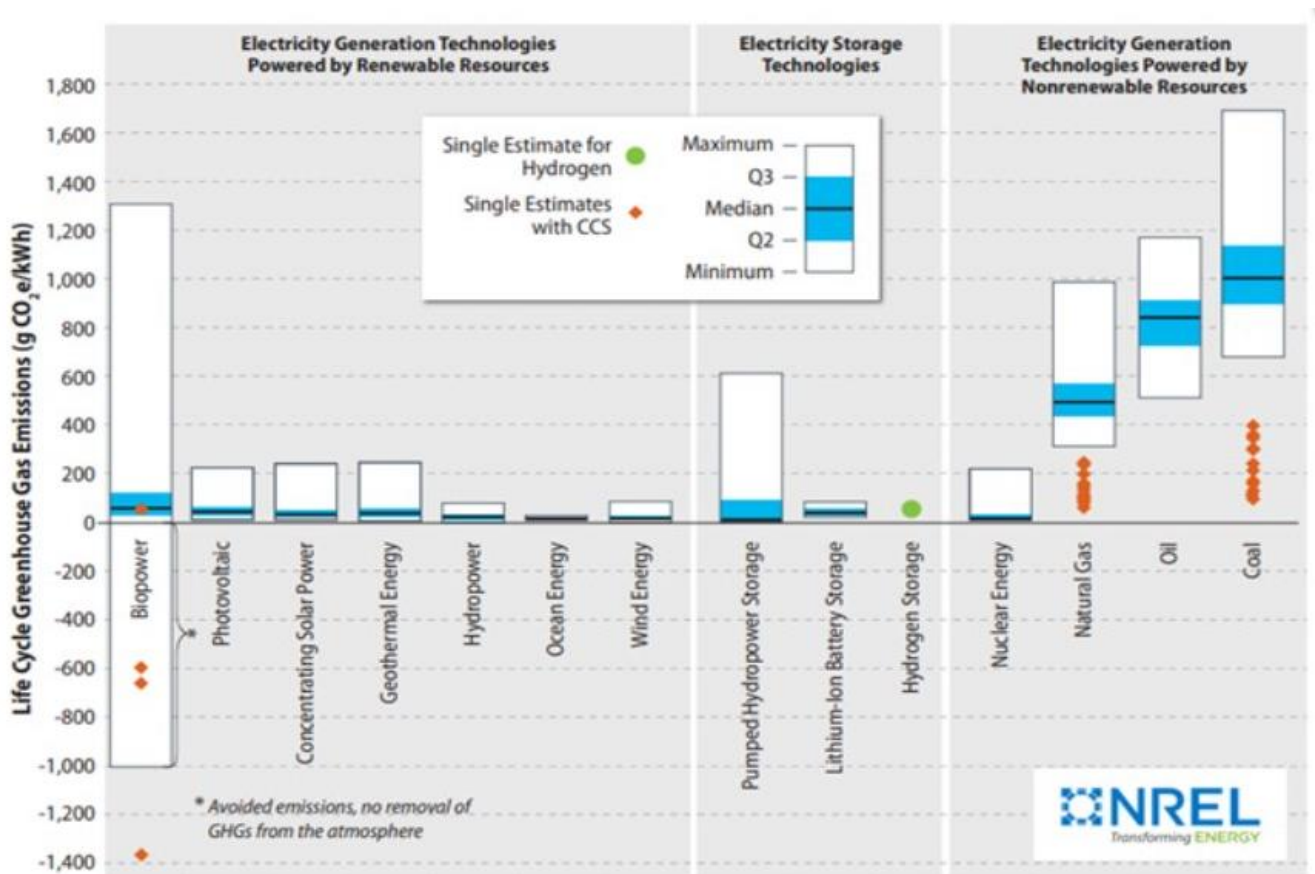 Electricity Generation Technologies
Powered by Renewable Resources
Electricity Storage
Technologies
Electricity Generation
Technologies Powered by
Nonrenewable Resources
Life Cycle Greenhouse Gas Emissions (g CO₂e/kWh)
1,800
1,600
1,400
1,200
1,000
800
600
400
200
0
-200
-400
-600
-800
-1,000
-1,200
-1,400
Single Estimate for
Hydrogen
Single Estimates
with CCS
Maximum
Q3
Median
Q2
Minimum
Biopower
*
Photovoltaic
Concentrating Solar Power
Geothermal Energy
Hydropower
Ocean Energy
Wind Energy
Pumped Hydropower Storage
Lithium-Ion Battery Storage
Hydrogen Storage
Nuclear Energy
Natural Gas
Oil
Coal
* Avoided emissions, no removal of
GHGs from the atmosphere
NREL
Transforming ENERGY